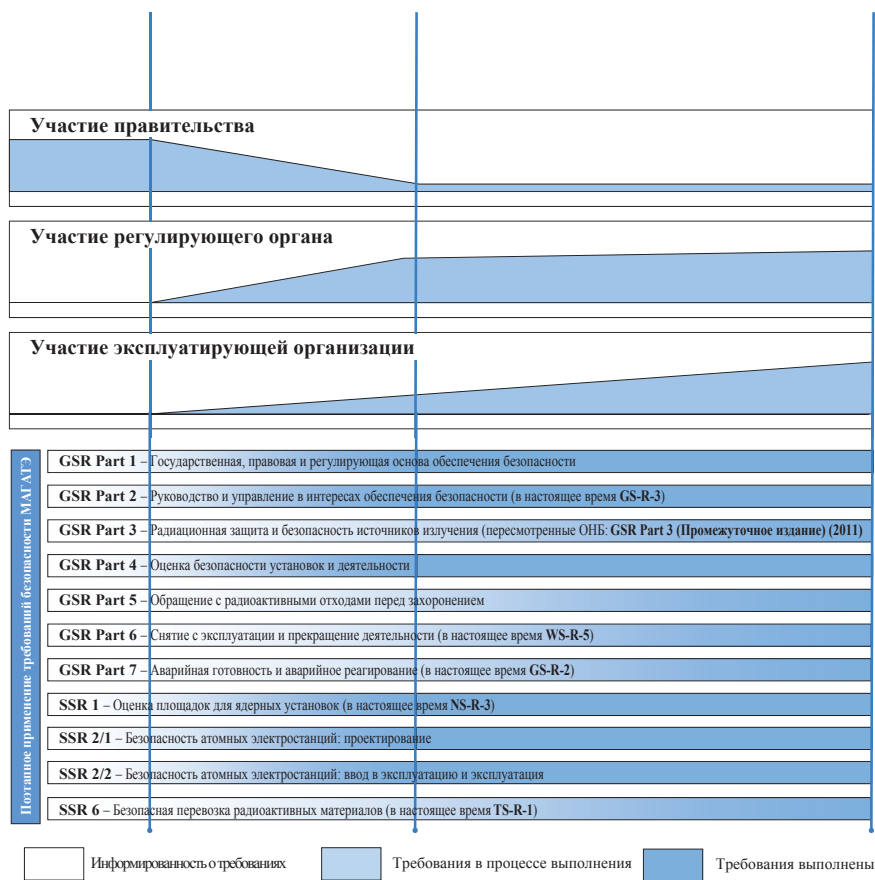 Участие правительства
Участие регулирующего органа
Участие эксплуатирующей организации
Поэтапное применение требований безопасности МАГАТЭ
GSR Part 1 – Государственная, правовая и регулирующая основа обеспечения безопасности
GSR Part 2 – Руководство и управление в интересах обеспечения безопасности (в настоящее время GS-R-3)
GSR Part 3 – Радиационная защита и безопасность источников излучения (пересмотренные ОНБ: GSR Part 3 (Промежуточное издание) (2011)
GSR Part 4 – Оценка безопасности установок и деятельности
GSR Part 5 – Обращение с радиоактивными отходами перед захоронением
GSR Part 6 – Снятие с эксплуатации и прекращение деятельности (в настоящее время WS-R-5)
GSR Part 7 – Аварийная готовность и аварийное реагирование (в настоящее время GS-R-2)
SSR 1 – Оценка площадок для ядерных установок (в настоящее время NS-R-3)
SSR 2/1 – Безопасность атомных электростанций: проектирование
SSR 2/2 – Безопасность атомных электростанций: ввод в эксплуатацию и эксплуатация
SSR 6 – Безопасная перевозка радиоактивных материалов (в настоящее время TS-R-1)
Информированность о требованиях
Требования в процессе выполнения
Требования выполнены